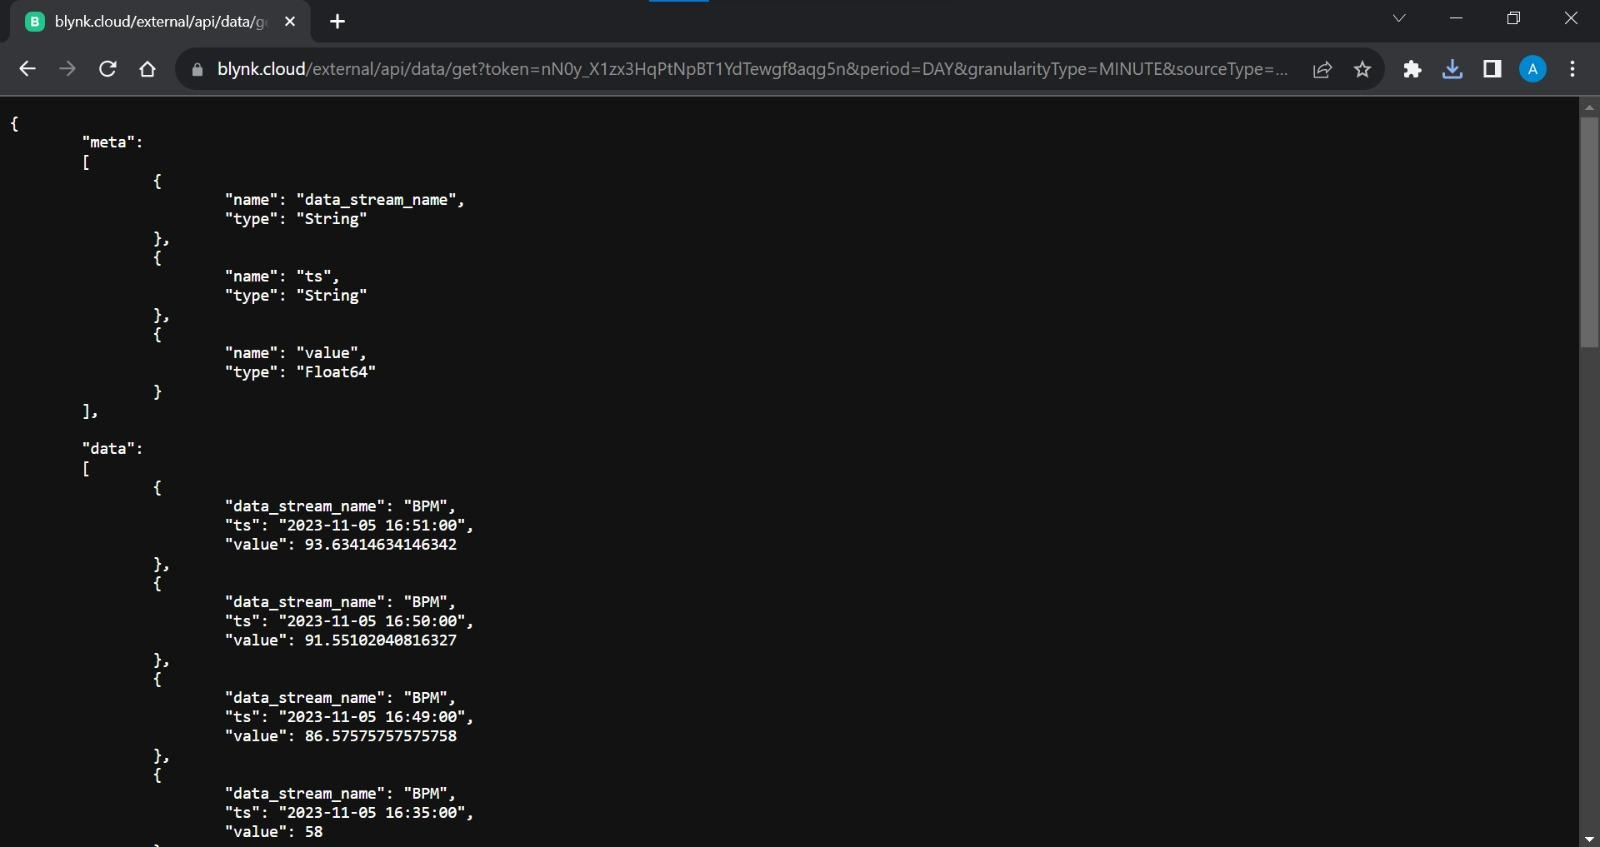 blynk.cloud/external/api/data/ge
blynk.cloud/external/api/data/get?token=nN0y_X1zx3HqPtNpBT1YdTewgf8aqg5n&period=DAY&granularityType=MINUTE&sourceType=...
A
{
"meta":
[
{
"name": "data_stream_name",
"type": "String"
},
{
"name": "ts",
"type": "String"
},
{
"name": "value",
"type": "Float64"
}
],
"data":
[
{
"data_stream_name": "BPM",
"ts": "2023-11-05 16:51:00",
"value": 93.63414634146342
},
{
"data_stream_name": "BPM",
"ts": "2023-11-05 16:50:00",
"value": 91.55102040816327
},
{
"data_stream_name": "BPM",
"ts": "2023-11-05 16:49:00",
"value": 86.57575757575758
},
{
"data_stream_name": "BPM",
"ts": "2023-11-05 16:35:00",
"value": 58